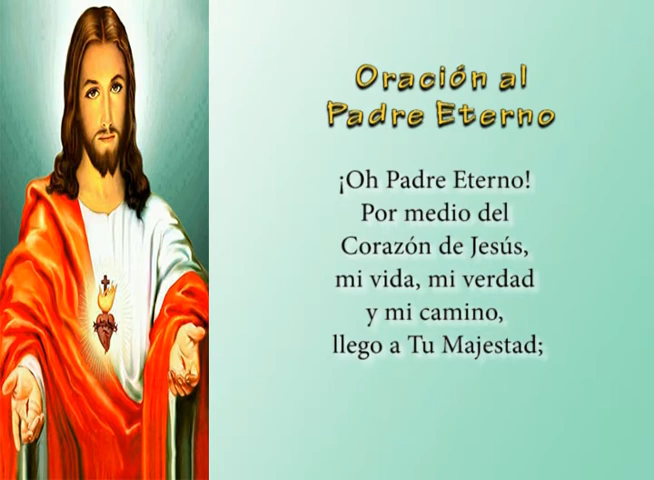 Oración al
Padre Eterno
¡Oh Padre Eterno!
Por medio del
Corazón de Jesús,
mi vida, mi verdad
y mi camino,
llego a Tu Majestad;